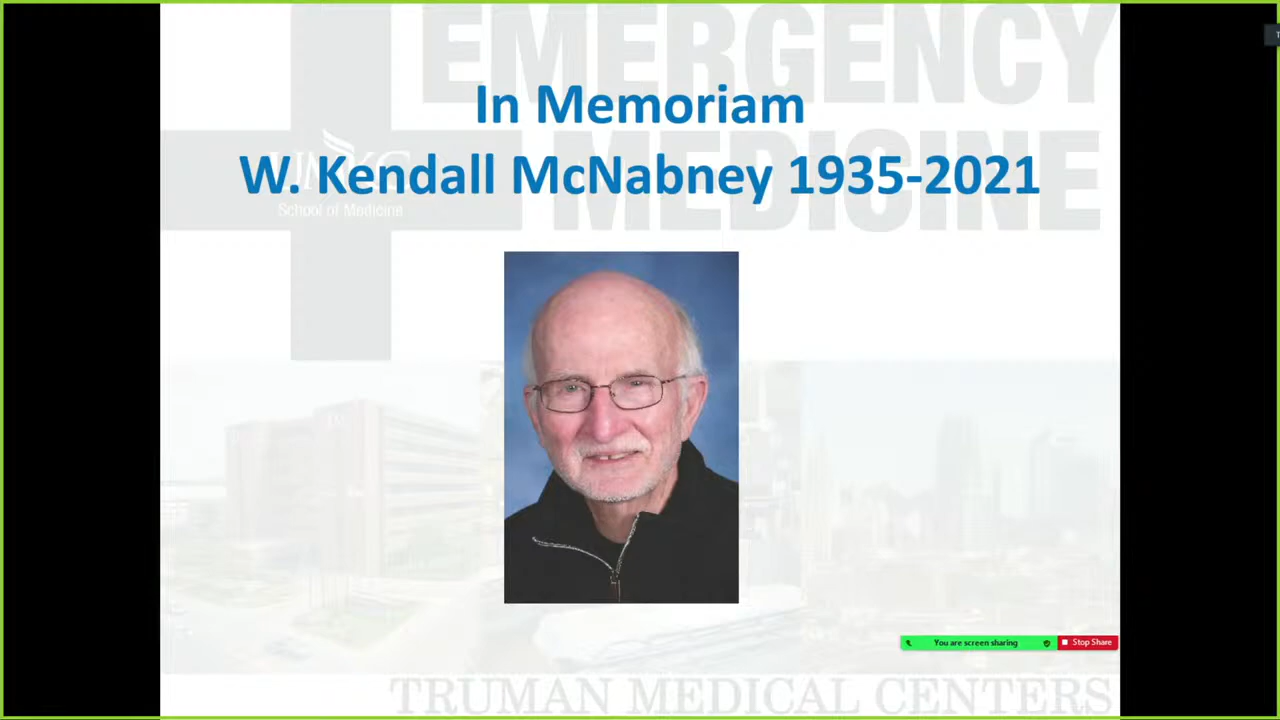 EMERGENCY
In Memoriam
MEDICINE
W. Kendall McNabney 1935-2021
UMKC
School of Medicine
You are screen sharing
Stop Share
TRUMAN MEDICAL CENTERS